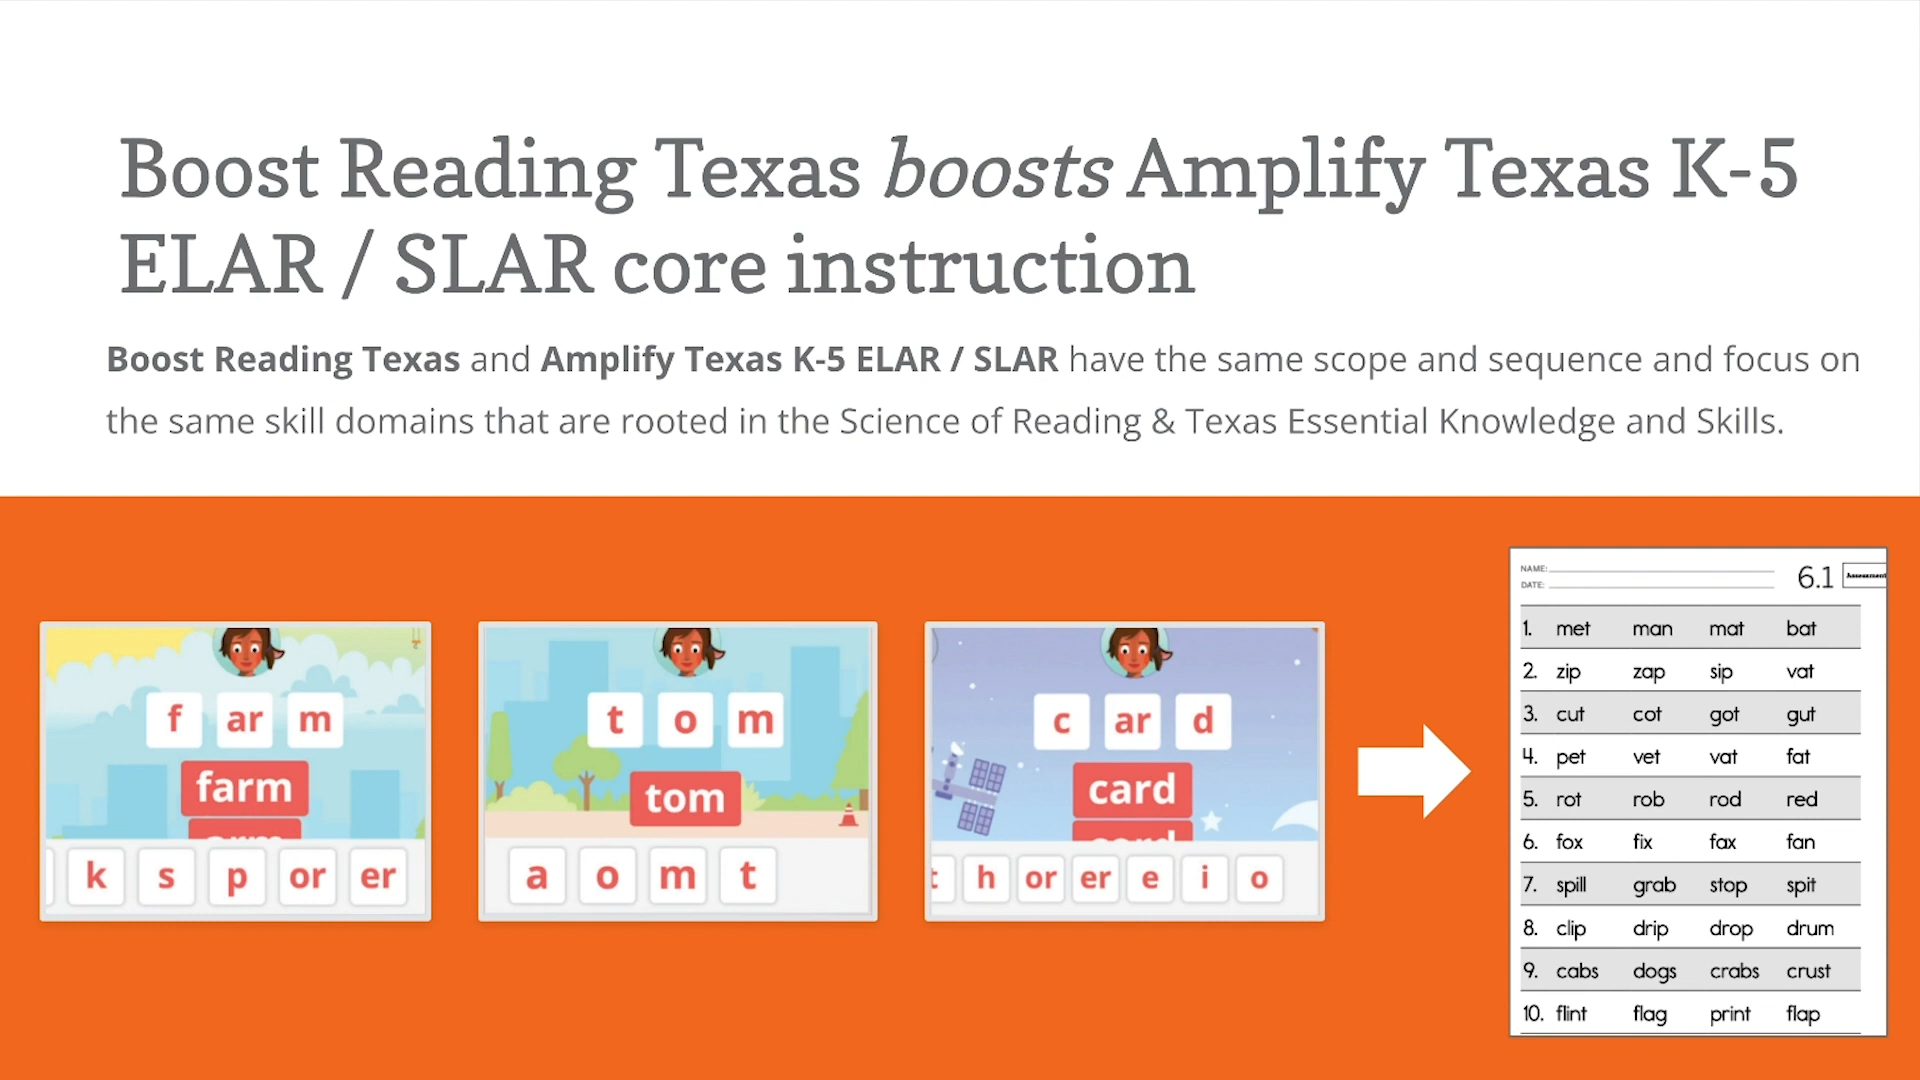 Boost Reading Texas boosts Amplify Texas K-5
ELAR / SLAR core instruction
Boost Reading Texas and Amplify Texas K-5 ELAR / SLAR have the same scope and sequence and focus on
the same skill domains that are rooted in the Science of Reading & Texas Essential Knowledge and Skills.
f ar m
farm
k s p or er
t o m
tom
a o m t
c ar d
card
card
t h or er e i o
NAME:
DATE:
6.1 Assessment
1. met man mat bat
2. zip zap sip vat
3. cut cot got gut
4. pet vet vat fat
5. rot rob rod red
6. fox fix fax fan
7. spill grab stop spit
8. clip drip drop drum
9. cabs dogs crabs crust
10. flint flag print flap